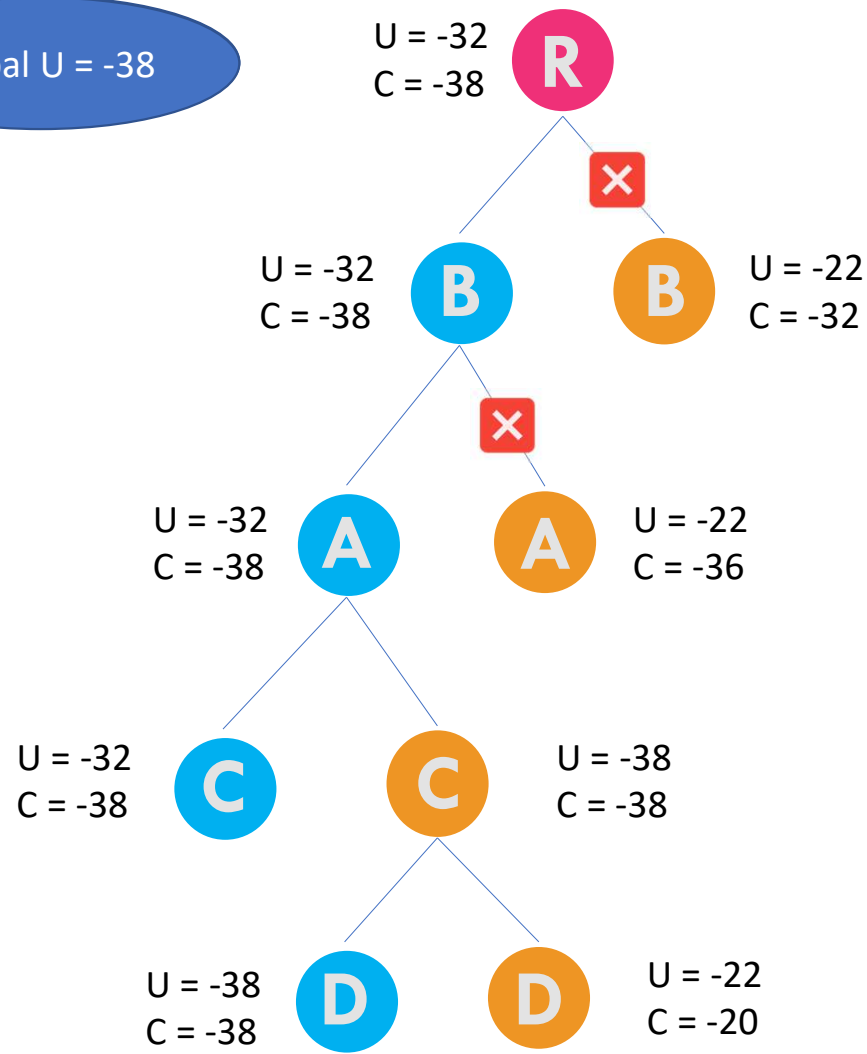 U = -38
U = -32
C = -38
R
U = -32
C = -38
B
B
U = -22
C = -32
U = -32
C = -38
A
A
U = -22
C = -36
U = -32
C = -38
C
C
U = -38
C = -38
U = -38
C = -38
D
D
U = -22
C = -20